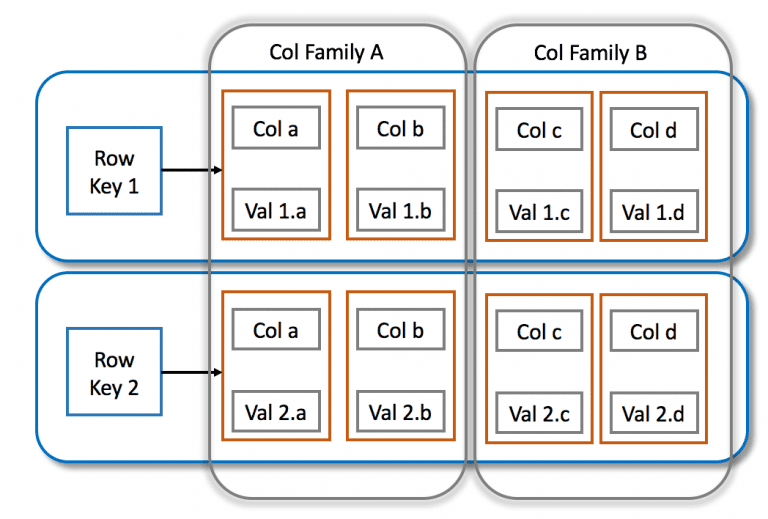 Col Family A
Col Family B
Col a
Col b
Col c
Col d
Row
Key 1
Val 1.a
Val 1.b
Val 1.c
Val 1.d
Col a
Col b
Col c
Col d
Row
Key 2
Val 2.a
Val 2.b
Val 2.c
Val 2.d